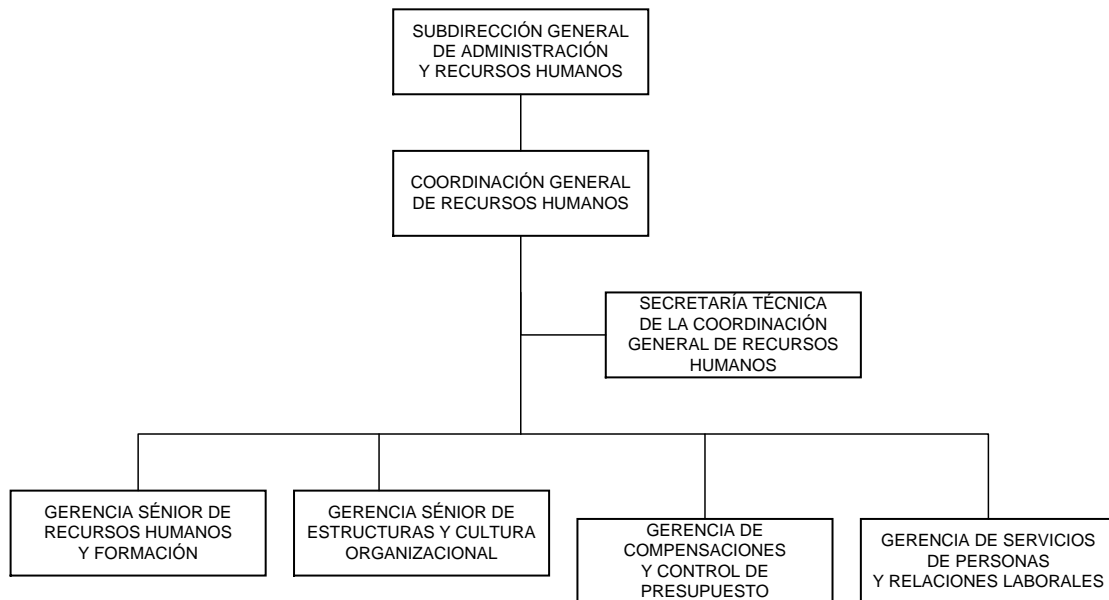 SUBDIRECCIÓN GENERAL
DE ADMINISTRACIÓN
Y RECURSOS HUMANOS
COORDINACIÓN GENERAL
DE RECURSOS HUMANOS
SECRETARÍA TÉCNICA
DE LA COORDINACIÓN
GENERAL DE RECURSOS
HUMANOS
GERENCIA SÉNIOR DE
RECURSOS HUMANOS
Y FORMACIÓN
GERENCIA SÉNIOR DE
ESTRUCTURAS Y CULTURA
ORGANIZACIONAL
GERENCIA DE
COMPENSACIONES
Y CONTROL DE
PRESUPUESTO
GERENCIA DE SERVICIOS
DE PERSONAS
Y RELACIONES LABORALES